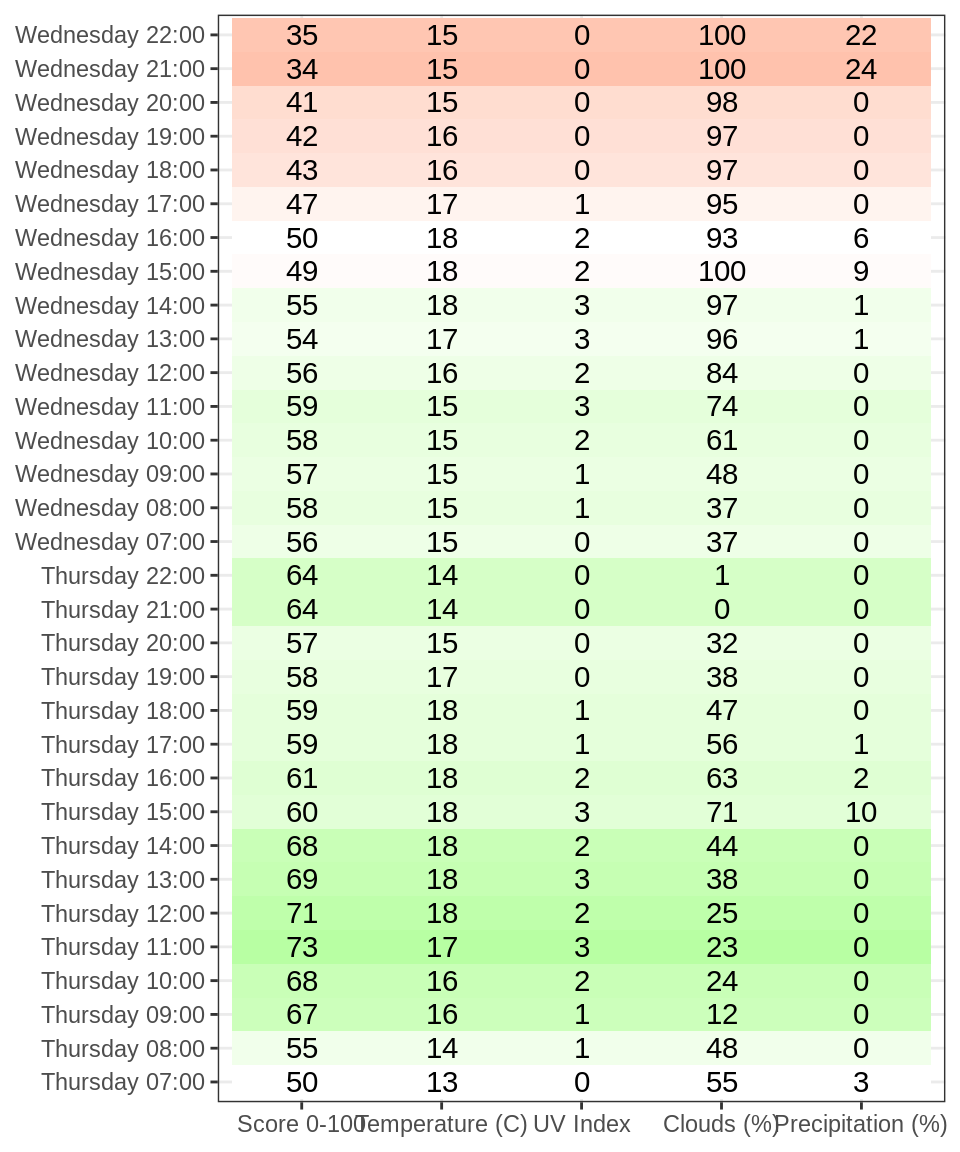 Wednesday 22:00 35 15 0 100 22
Wednesday 21:00 34 15 0 100 24
Wednesday 20:00 41 15 0 98 0
Wednesday 19:00 42 16 0 97 0
Wednesday 18:00 43 16 0 97 0
Wednesday 17:00 47 17 1 95 0
Wednesday 16:00 50 18 2 93 6
Wednesday 15:00 49 18 2 100 9
Wednesday 14:00 55 18 3 97 1
Wednesday 13:00 54 17 3 96 1
Wednesday 12:00 56 16 2 84 0
Wednesday 11:00 59 15 3 74 0
Wednesday 10:00 58 15 2 61 0
Wednesday 09:00 57 15 1 48 0
Wednesday 08:00 58 15 1 37 0
Wednesday 07:00 56 15 0 37 0
Thursday 22:00 64 14 0 1 0
Thursday 21:00 64 14 0 0 0
Thursday 20:00 57 15 0 32 0
Thursday 19:00 58 17 0 38 0
Thursday 18:00 59 18 1 47 0
Thursday 17:00 59 18 1 56 1
Thursday 16:00 61 18 2 63 2
Thursday 15:00 60 18 3 71 10
Thursday 14:00 68 18 2 44 0
Thursday 13:00 69 18 3 38 0
Thursday 12:00 71 18 2 25 0
Thursday 11:00 73 17 3 23 0
Thursday 10:00 68 16 2 24 0
Thursday 09:00 67 16 1 12 0
Thursday 08:00 55 14 1 48 0
Thursday 07:00 50 13 0 55 3
Score 0-100 Temperature (C) UV Index Clouds (%) Precipitation (%)